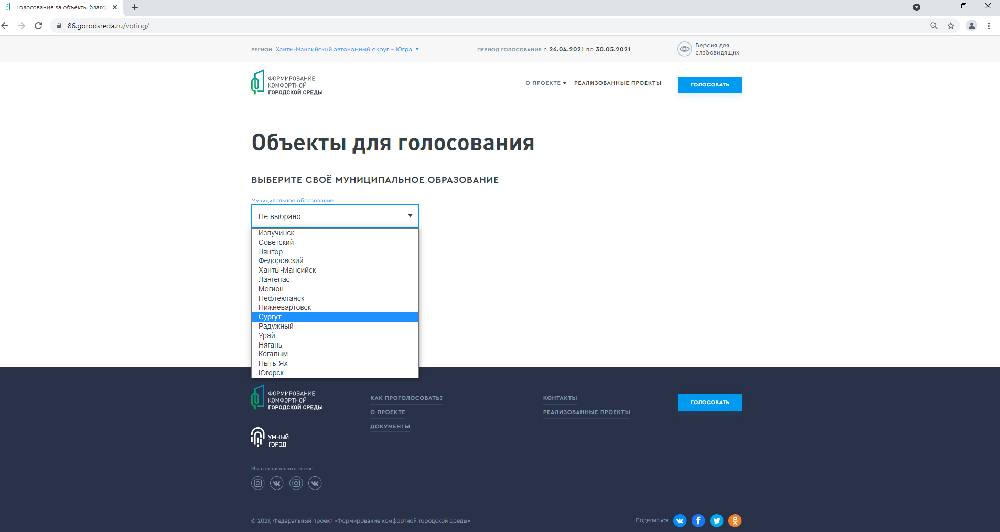 Голосование за объекты благоу
86.gorodsreda.ru/voting/
РЕГИОН Ханты-Мансийский автономный округ – Югра
ПЕРИОД ГОЛОСОВАНИЯ с 26.04.2021 по 30.05.2021
Версия для
слабовидящих
ФОРМИРОВАНИЕ
КОМФОРТНОЙ
ГОРОДСКОЙ СРЕДЫ
О ПРОЕКТЕ
РЕАЛИЗОВАННЫЕ ПРОЕКТЫ
ГОЛОСОВАТЬ
Объекты для голосования
ВЫБЕРИТЕ СВОЁ МУНИЦИПАЛЬНОЕ ОБРАЗОВАНИЕ
Муниципальное образование
Не выбрано
Излучинск
Советский
Лянтор
Федоровский
Ханты-Мансийск
Лангепас
Мегион
Нефтеюганск
Нижневартовск
Сургут
Радужный
Урай
Нягань
Когалым
Пыть-Ях
Югорск
ФОРМИРОВАНИЕ
КОМФОРТНОЙ
ГОРОДСКОЙ СРЕДЫ
КАК ПРОГОЛОСОВАТЬ?
О ПРОЕКТЕ
ДОКУМЕНТЫ
КОНТАКТЫ
РЕАЛИЗОВАННЫЕ ПРОЕКТЫ
ГОЛОСОВАТЬ
УМНЫЙ
ГОРОД
Мы в социальных сетях:
© 2021, Федеральный проект «Формирование комфортной городской среды»
Поделиться